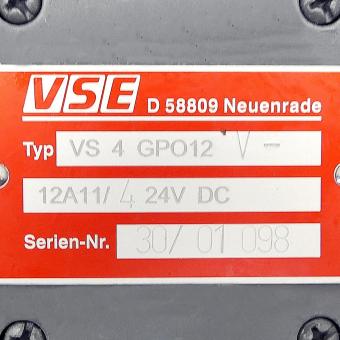 VSE D 58809 Neuenrade
Typ VS 4 GPO12 V -
12A11/4 24V DC
Serien-Nr. 30/01 098